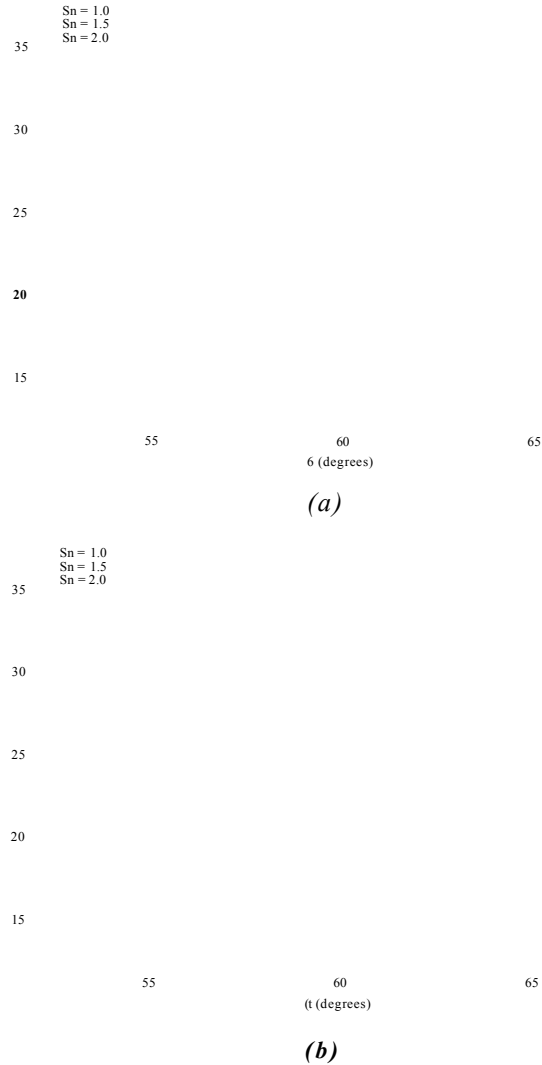 Sn = 1.0
Sn = 1.5
Sn = 2.0
35
30
25
20
15
55 60 65
6 (degrees)
(a)
Sn = 1.0
Sn = 1.5
Sn = 2.0
35
30
25
20
15
55 60 65
(t (degrees)
(b)